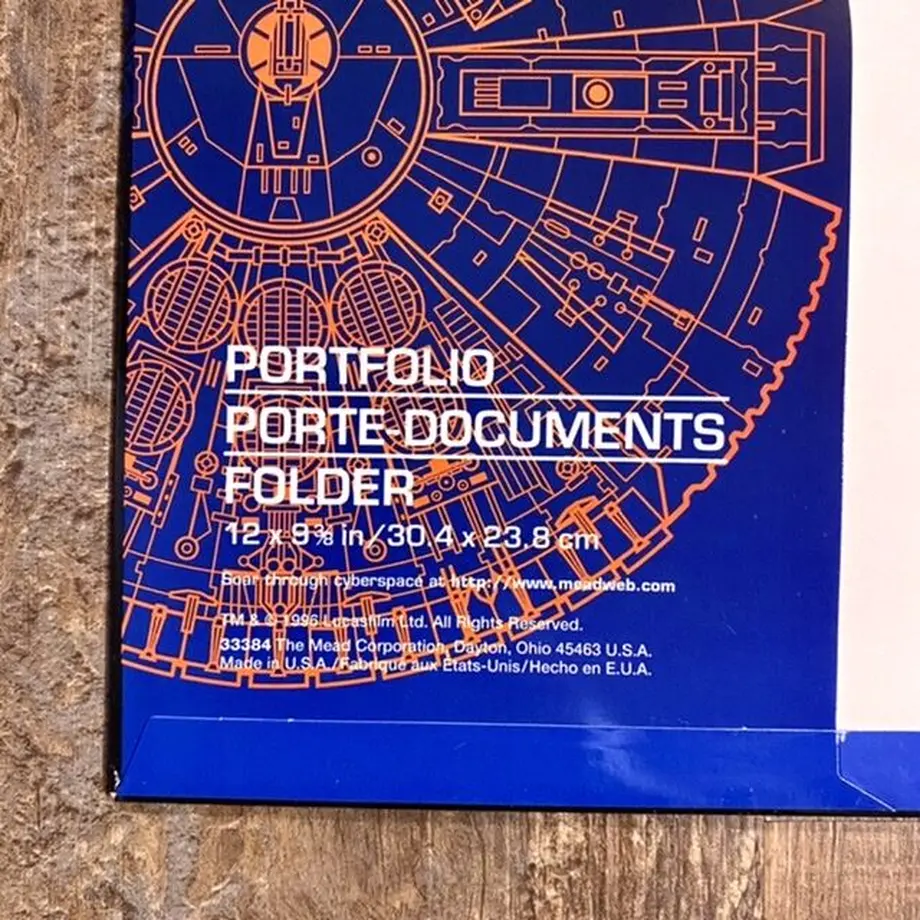 PORTFOLIO
PORTE-DOCUMENTS
FOLDER
12 x 9⅜ in/30.4 x 23.8 cm
Soar through cyberspace at http://www.meadweb.com
TM & © 1996 Lucasfilm Ltd. All Rights Reserved.
33384 The Mead Corporation, Dayton, Ohio 45463 U.S.A.
Made in U.S.A./Fabriqué aux États-Unis/Hecho en E.U.A.